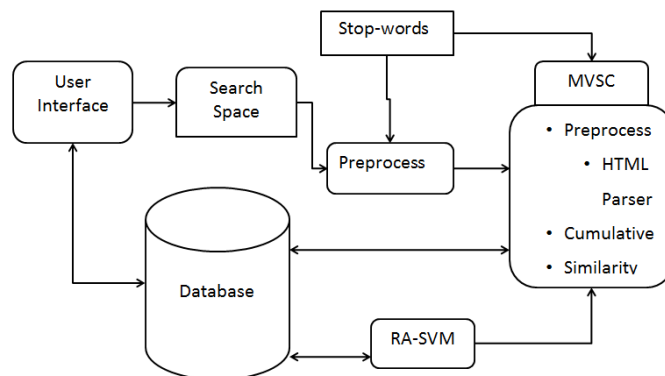 Stop-words
User
Interface
Search
Space
MVSC
Preprocess
• Preprocess
• HTML
Parser
• Cumulative
• Similarity
Database
RA-SVM